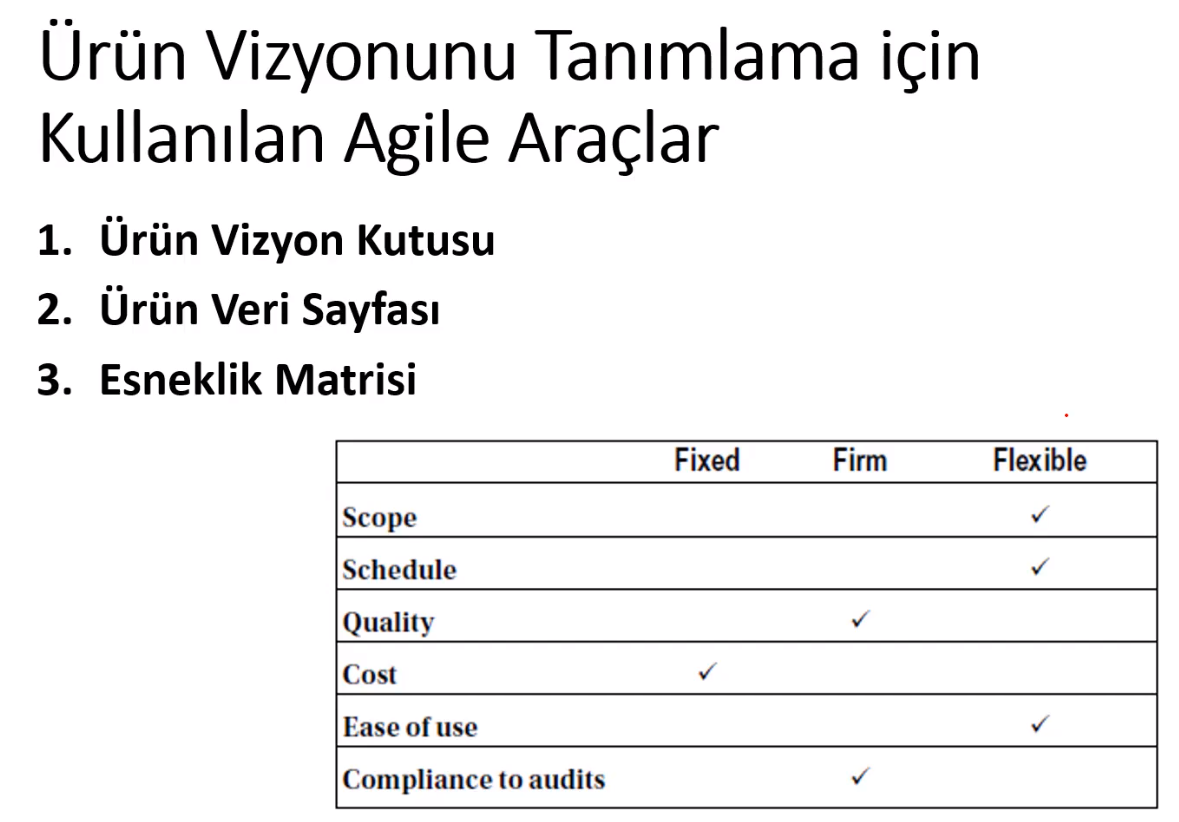 Ürün Vizyonunu Tanımlama için
Kullanılan Agile Araçlar
1. Ürün Vizyon Kutusu
2. Ürün Veri Sayfası
3. Esneklik Matrisi
Fixed Firm Flexible
Scope ✓
Schedule ✓
Quality ✓
Cost ✓
Ease of use ✓
Compliance to audits ✓